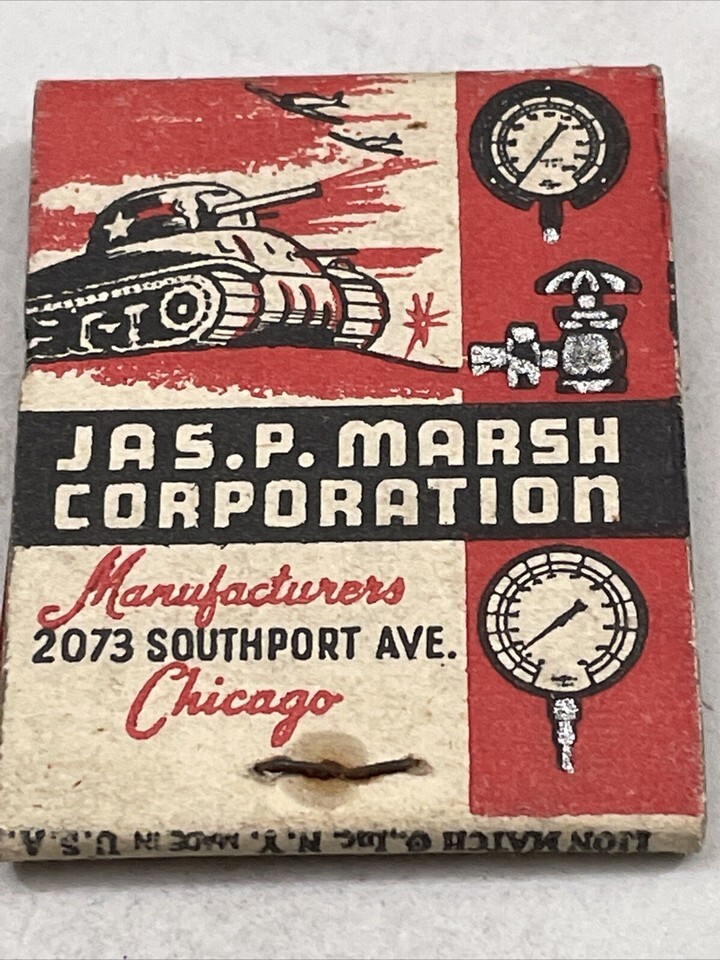 JAS. P. MARSH
CORPORATION
Manufacturers
2073 SOUTHPORT AVE.
Chicago
LION MATCH Co., Inc. N.Y. MADE IN U.S.A.